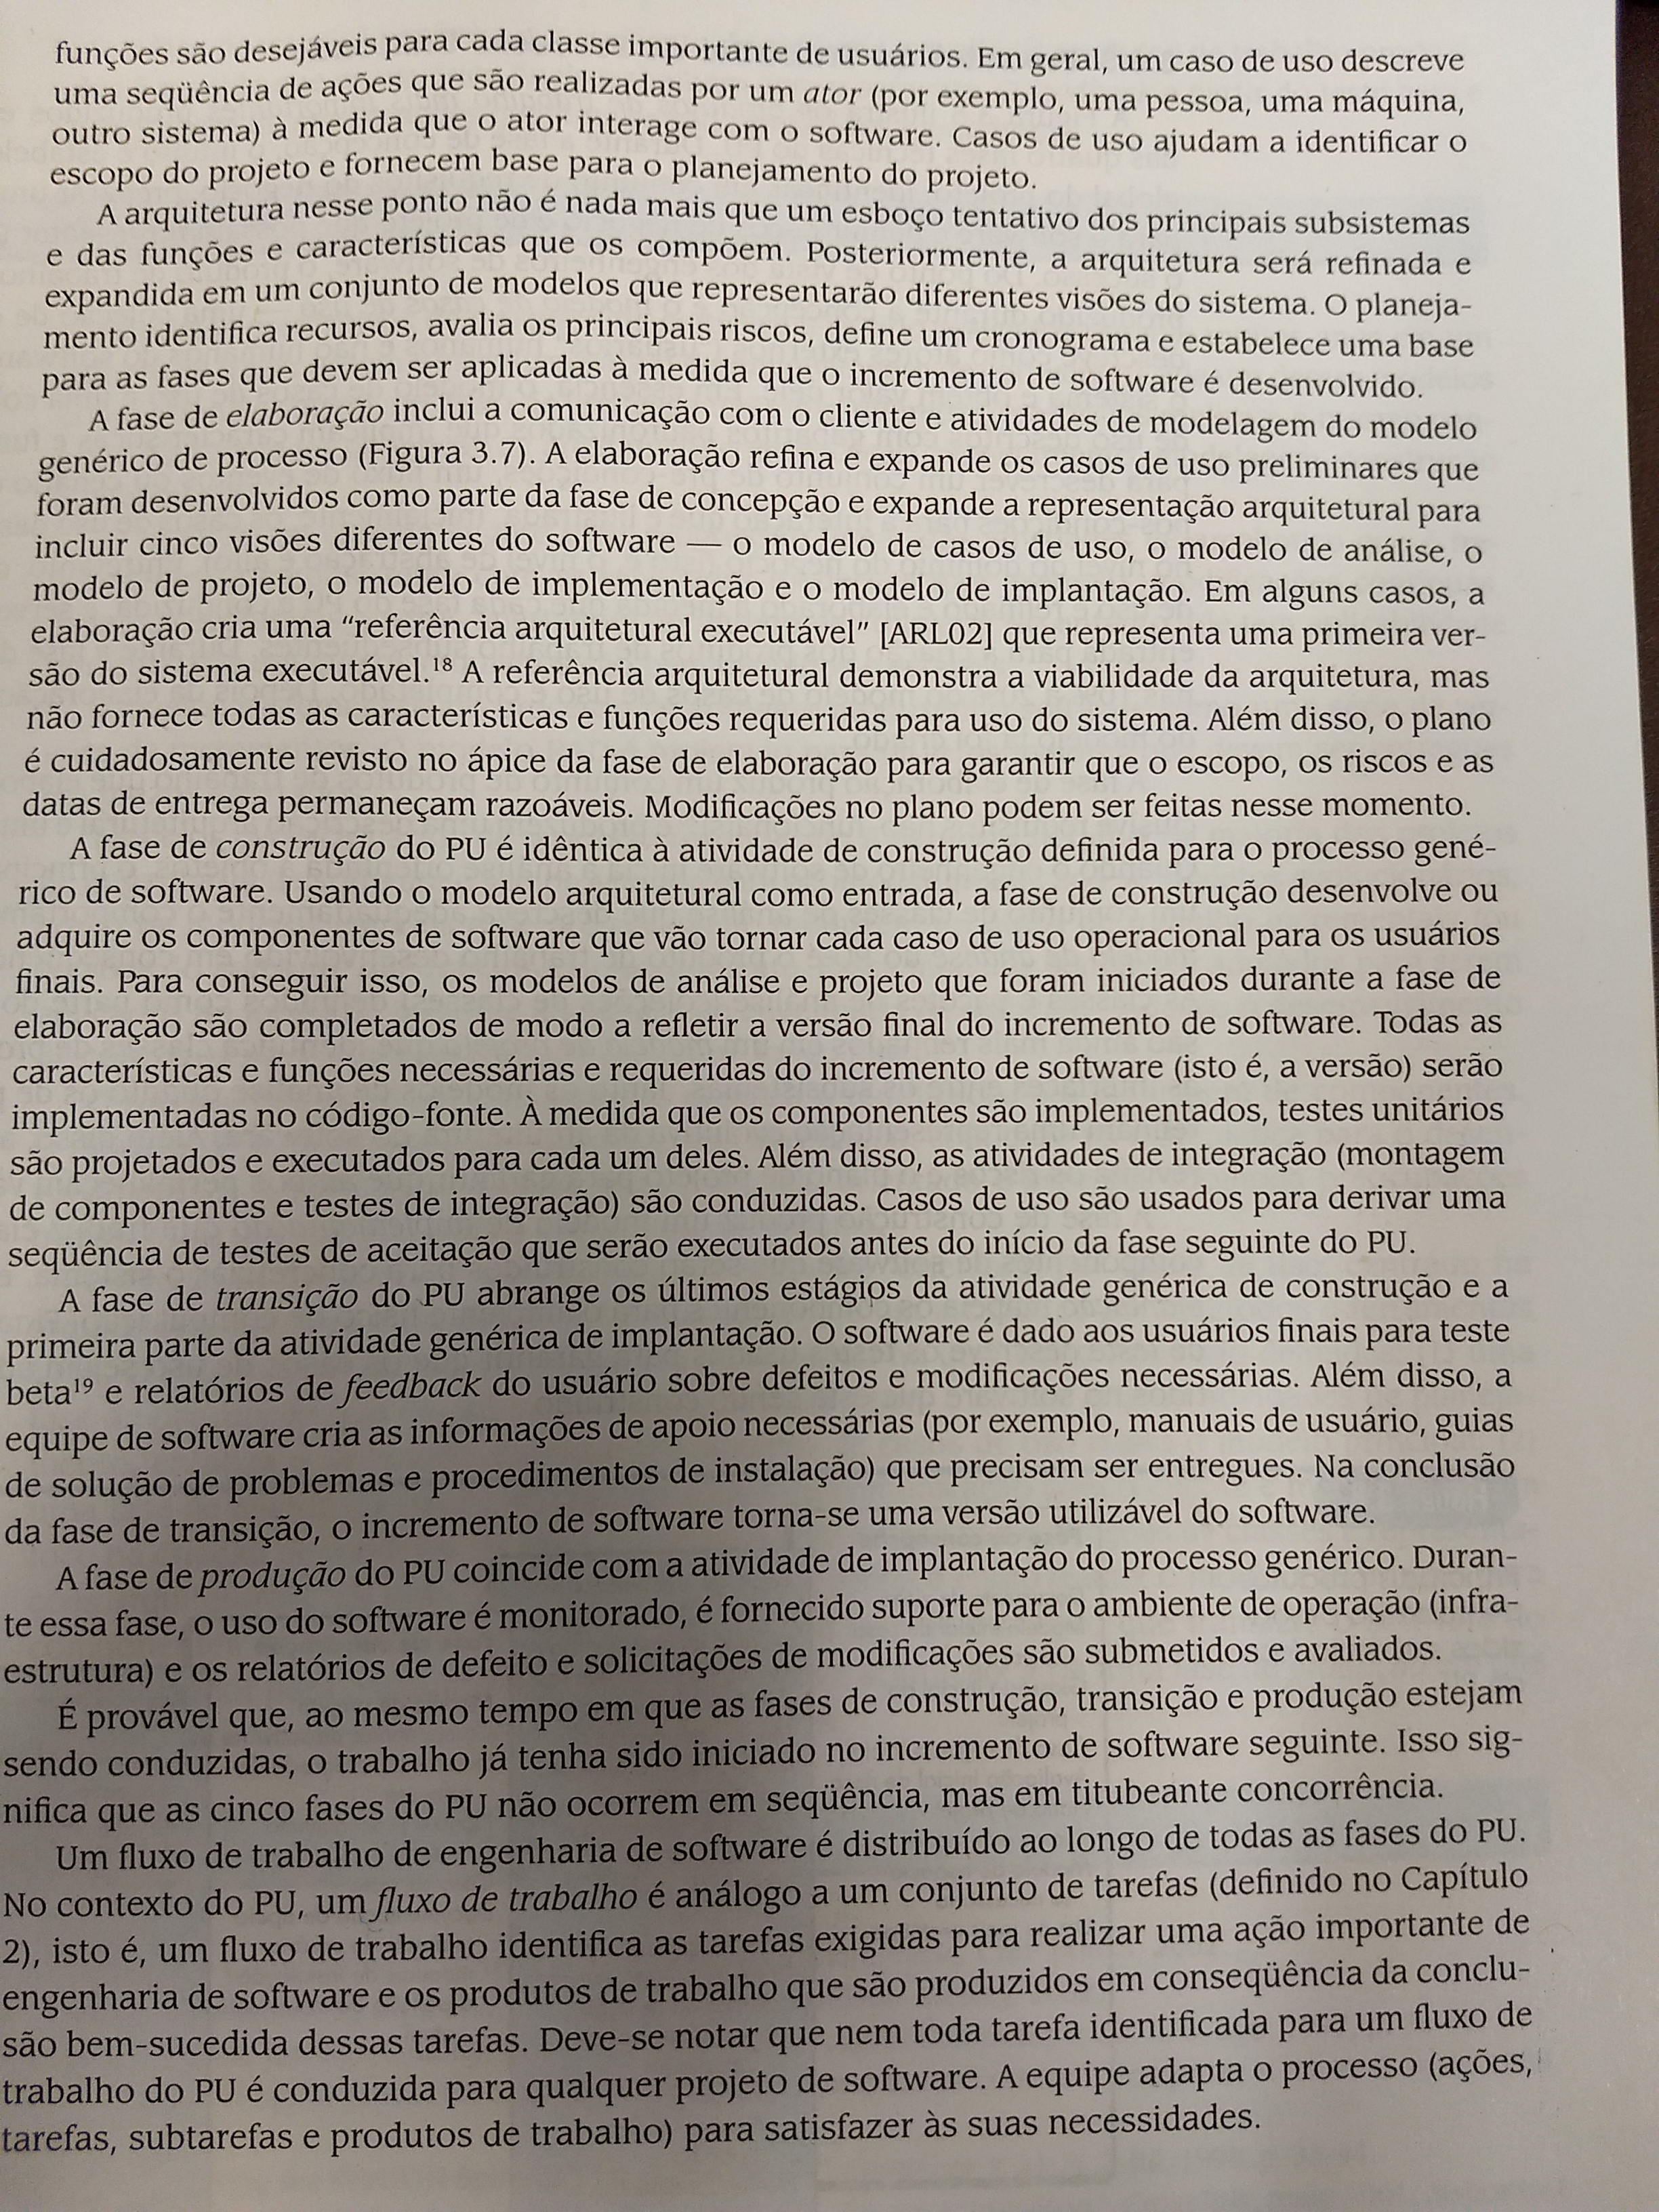 funções são desejáveis para cada classe importante de usuários. Em geral, um caso de uso descreve
uma seqüência de ações que são realizadas por um ator (por exemplo, uma pessoa, uma máquina,
outro sistema) à medida que o ator interage com o software. Casos de uso ajudam a identificar o
escopo do projeto e fornecem base para o planejamento do projeto.
A arquitetura nesse ponto não é nada mais que um esboço tentativo dos principais subsistemas
e das funções e características que os compõem. Posteriormente, a arquitetura será refinada e
expandida em um conjunto de modelos que representarão diferentes visões do sistema. O planeja-
mento identifica recursos, avalia os principais riscos, define um cronograma e estabelece uma base
para as fases que devem ser aplicadas à medida que o incremento de software é desenvolvido.
A fase de elaboração inclui a comunicação com o cliente e atividades de modelagem do modelo
genérico de processo (Figura 3.7). A elaboração refina e expande os casos de uso preliminares que
foram desenvolvidos como parte da fase de concepção e expande a representação arquitetural para
incluir cinco visões diferentes do software — o modelo de casos de uso, o modelo de análise, o
modelo de projeto, o modelo de implementação e o modelo de implantação. Em alguns casos, a
elaboração cria uma “referência arquitetural executável” [ARL02] que representa uma primeira ver-
são do sistema executável.¹⁸ A referência arquitetural demonstra a viabilidade da arquitetura, mas
não fornece todas as características e funções requeridas para uso do sistema. Além disso, o plano
é cuidadosamente revisto no ápice da fase de elaboração para garantir que o escopo, os riscos e as
datas de entrega permaneçam razoáveis. Modificações no plano podem ser feitas nesse momento.
A fase de construção do PU é idêntica à atividade de construção definida para o processo gené-
rico de software. Usando o modelo arquitetural como entrada, a fase de construção desenvolve ou
adquire os componentes de software que vão tornar cada caso de uso operacional para os usuários
finais. Para conseguir isso, os modelos de análise e projeto que foram iniciados durante a fase de
elaboração são completados de modo a refletir a versão final do incremento de software. Todas as
características e funções necessárias e requeridas do incremento de software (isto é, a versão) serão
implementadas no código-fonte. À medida que os componentes são implementados, testes unitários
são projetados e executados para cada um deles. Além disso, as atividades de integração (montagem
de componentes e testes de integração) são conduzidas. Casos de uso são usados para derivar uma
seqüência de testes de aceitação que serão executados antes do início da fase seguinte do PU.
A fase de transição do PU abrange os últimos estágios da atividade genérica de construção e a
primeira parte da atividade genérica de implantação. O software é dado aos usuários finais para teste
beta¹⁹ e relatórios de feedback do usuário sobre defeitos e modificações necessárias. Além disso, a
equipe de software cria as informações de apoio necessárias (por exemplo, manuais de usuário, guias
de solução de problemas e procedimentos de instalação) que precisam ser entregues. Na conclusão
da fase de transição, o incremento de software torna-se uma versão utilizável do software.
A fase de produção do PU coincide com a atividade de implantação do processo genérico. Duran-
te essa fase, o uso do software é monitorado, é fornecido suporte para o ambiente de operação (infra-
estrutura) e os relatórios de defeito e solicitações de modificações são submetidos e avaliados.
É provável que, ao mesmo tempo em que as fases de construção, transição e produção estejam
sendo conduzidas, o trabalho já tenha sido iniciado no incremento de software seguinte. Isso sig-
nifica que as cinco fases do PU não ocorrem em seqüência, mas em titubeante concorrência.
Um fluxo de trabalho de engenharia de software é distribuído ao longo de todas as fases do PU.
No contexto do PU, um fluxo de trabalho é análogo a um conjunto de tarefas (definido no Capítulo
2), isto é, um fluxo de trabalho identifica as tarefas exigidas para realizar uma ação importante de
engenharia de software e os produtos de trabalho que são produzidos em conseqüência da conclu-
são bem-sucedida dessas tarefas. Deve-se notar que nem toda tarefa identificada para um fluxo de
trabalho do PU é conduzida para qualquer projeto de software. A equipe adapta o processo (ações,
tarefas, subtarefas e produtos de trabalho) para satisfazer às suas necessidades.